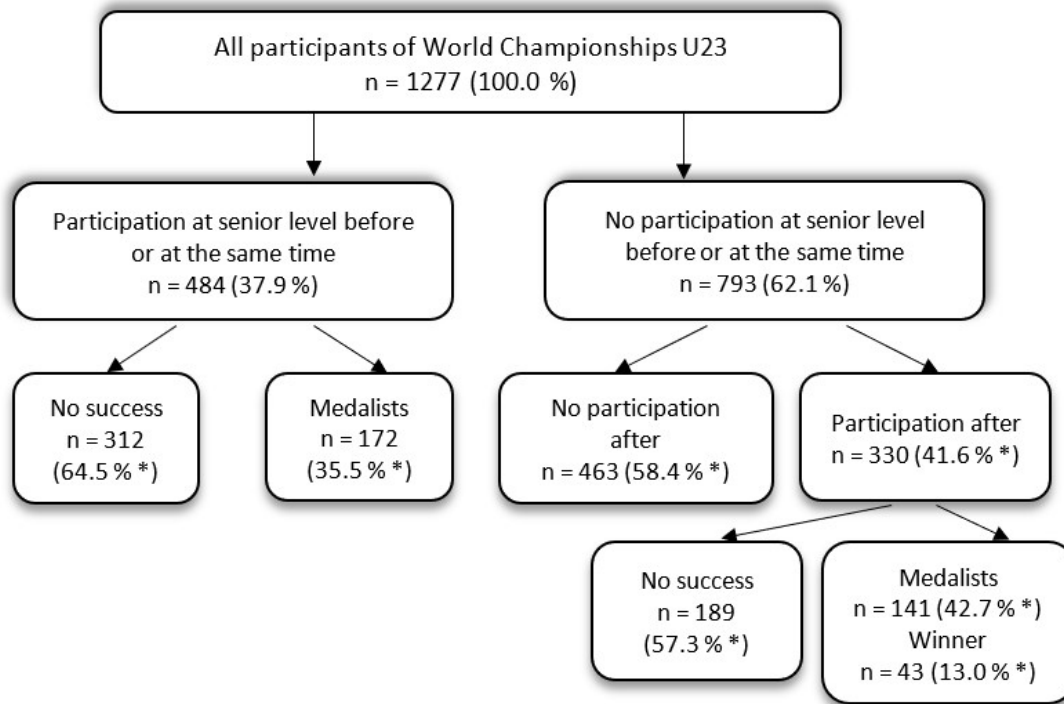 All participants of World Championships U23
n = 1277 (100.0 %)
Participation at senior level before
or at the same time
n = 484 (37.9 %)
No participation at senior level
before or at the same time
n = 793 (62.1 %)
No success
n = 312
(64.5 % *)
Medalists
n = 172
(35.5 % *)
No participation
after
n = 463 (58.4 % *)
Participation after
n = 330 (41.6 % *)
No success
n = 189
(57.3 % *)
Medalists
n = 141 (42.7 % *)
Winner
n = 43 (13.0 % *)